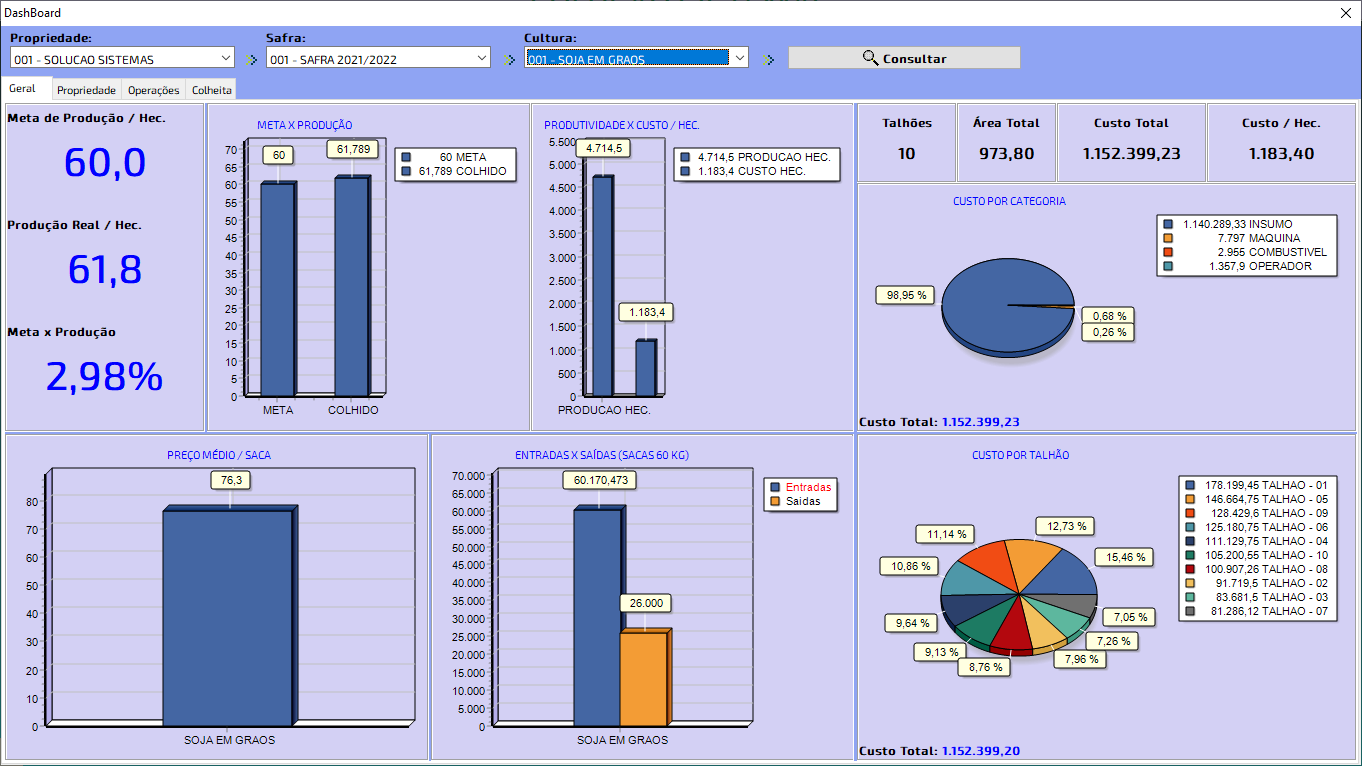 DashBoard
Propriedade:
Safra:
Cultura:
001 - SOLUCAO SISTEMAS
001 - SAFRA 2021/2022
001 - SOJA EM GRAOS
Consultar
Geral
Propriedade
Operações
Colheita
Meta de Produção / Hec.
60,0
Produção Real / Hec.
61,8
Meta x Produção
2,98%
META X PRODUÇÃO
60
61,789
70
65
60
55
50
45
40
35
30
25
20
15
10
5
0
META
COLHIDO
60 META
61,789 COLHIDO
PRODUTIVIDADE X CUSTO / HEC.
4.714,5
1.183,4
5.500
5.000
4.500
4.000
3.500
3.000
2.500
2.000
1.500
1.000
500
0
PRODUCAO HEC.
4.714,5 PRODUCAO HEC.
1.183,4 CUSTO HEC.
Talhões
10
Área Total
973,80
Custo Total
1.152.399,23
Custo / Hec.
1.183,40
CUSTO POR CATEGORIA
1.140.289,33 INSUMO
7.797 MAQUINA
2.955 COMBUSTIVEL
1.357,9 OPERADOR
98,95 %
0,68 %
0,26 %
Custo Total: 1.152.399,23
PREÇO MÉDIO / SACA
76,3
80
70
60
50
40
30
20
10
0
SOJA EM GRAOS
ENTRADAS X SAÍDAS (SACAS 60 KG)
60.170,473
26.000
70.000
65.000
60.000
55.000
50.000
45.000
40.000
35.000
30.000
25.000
20.000
15.000
10.000
5.000
0
SOJA EM GRAOS
Entradas
Saidas
CUSTO POR TALHÃO
178.199,45 TALHAO - 01
146.664,75 TALHAO - 05
128.429,6 TALHAO - 09
125.180,75 TALHAO - 06
111.129,75 TALHAO - 04
105.200,55 TALHAO - 10
100.907,26 TALHAO - 08
91.719,5 TALHAO - 02
83.681,5 TALHAO - 03
81.286,12 TALHAO - 07
12,73 %
11,14 %
15,46 %
10,86 %
9,64 %
7,05 %
7,26 %
9,13 %
7,96 %
8,76 %
Custo Total: 1.152.399,20